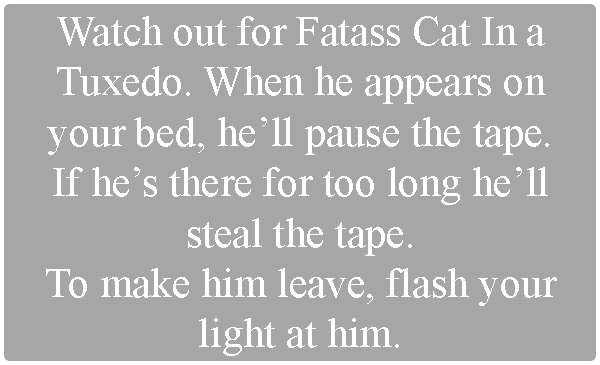 Watch out for Fatass Cat In a
Tuxedo. When he appears on
your bed, he’ll pause the tape.
If he’s there for too long he’ll
steal the tape.
To make him leave, flash your
light at him.